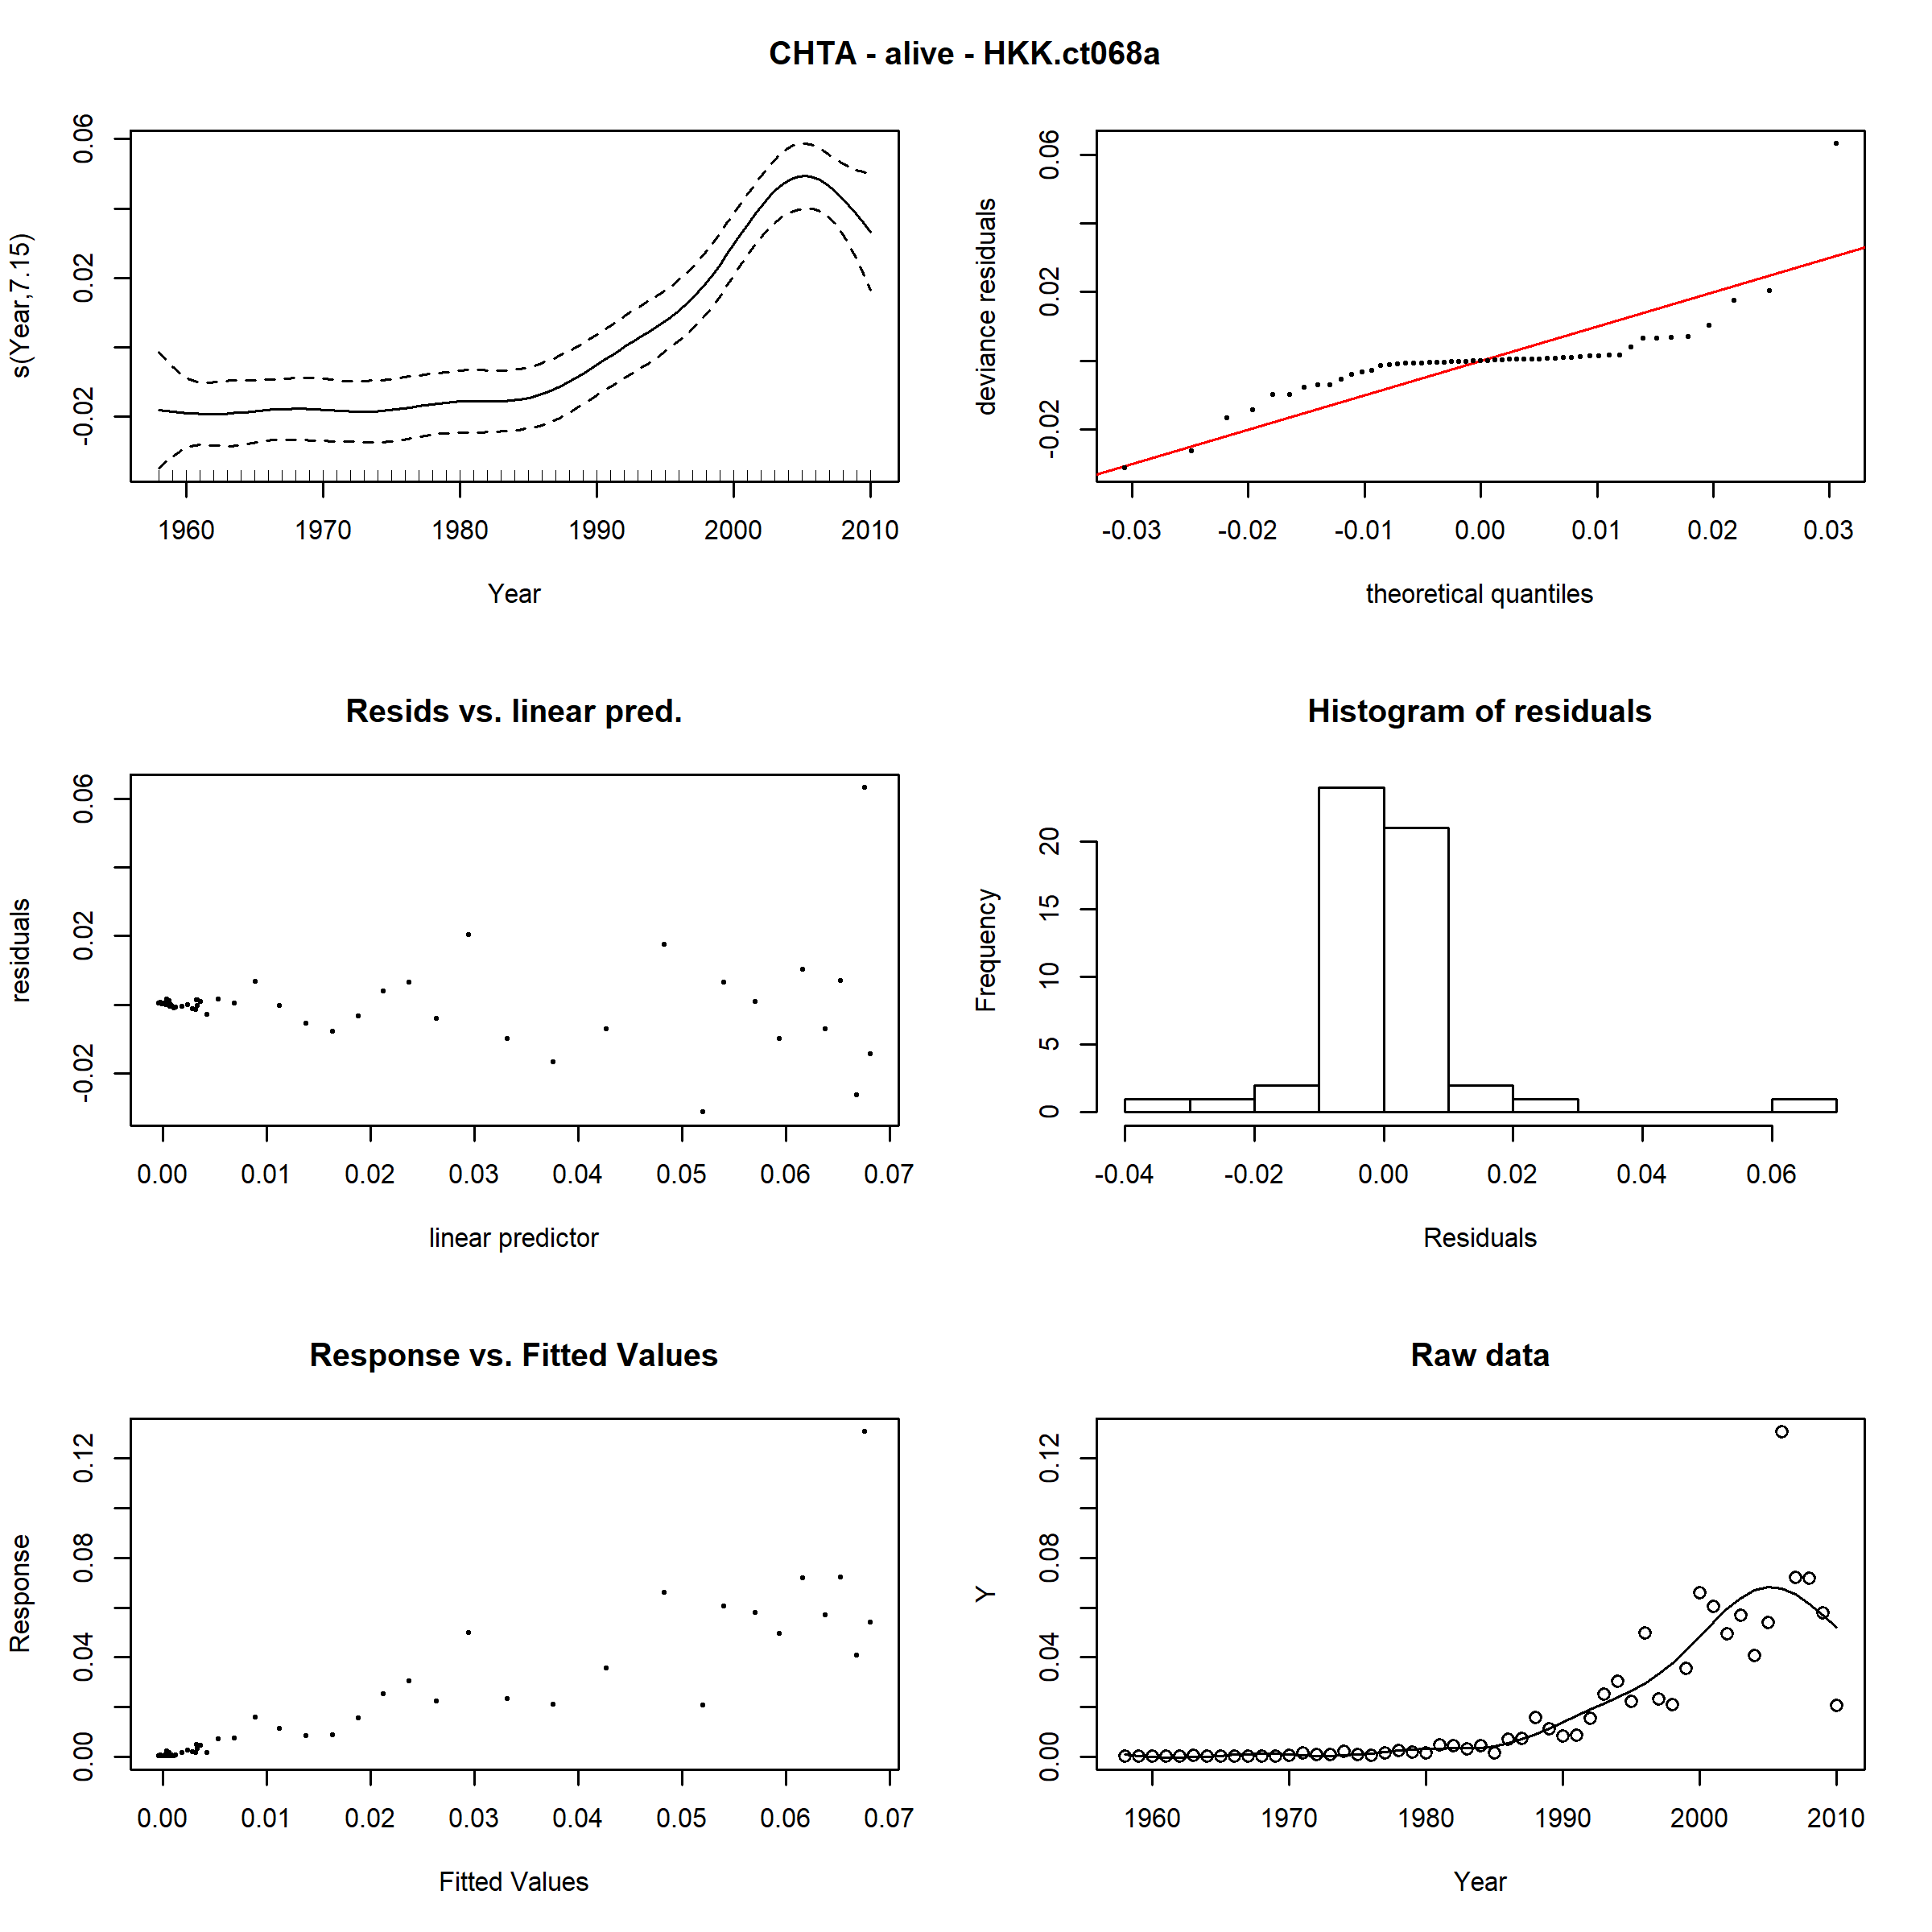 CHTA - alive - HKK.ct068a
s(Year,7.15)
-0.02 0.02 0.06
1960 1970 1980 1990 2000 2010
Year
deviance residuals
-0.02 0.02 0.06
-0.03 -0.02 -0.01 0.00 0.01 0.02 0.03
theoretical quantiles
Resids vs. linear pred.
residuals
-0.02 0.02 0.06
0.00 0.01 0.02 0.03 0.04 0.05 0.06 0.07
linear predictor
Histogram of residuals
Frequency
0 5 10 15 20
-0.04 -0.02 0.00 0.02 0.04 0.06
Residuals
Response vs. Fitted Values
Response
0.00 0.04 0.08 0.12
0.00 0.01 0.02 0.03 0.04 0.05 0.06 0.07
Fitted Values
Raw data
Y
0.00 0.04 0.08 0.12
1960 1970 1980 1990 2000 2010
Year